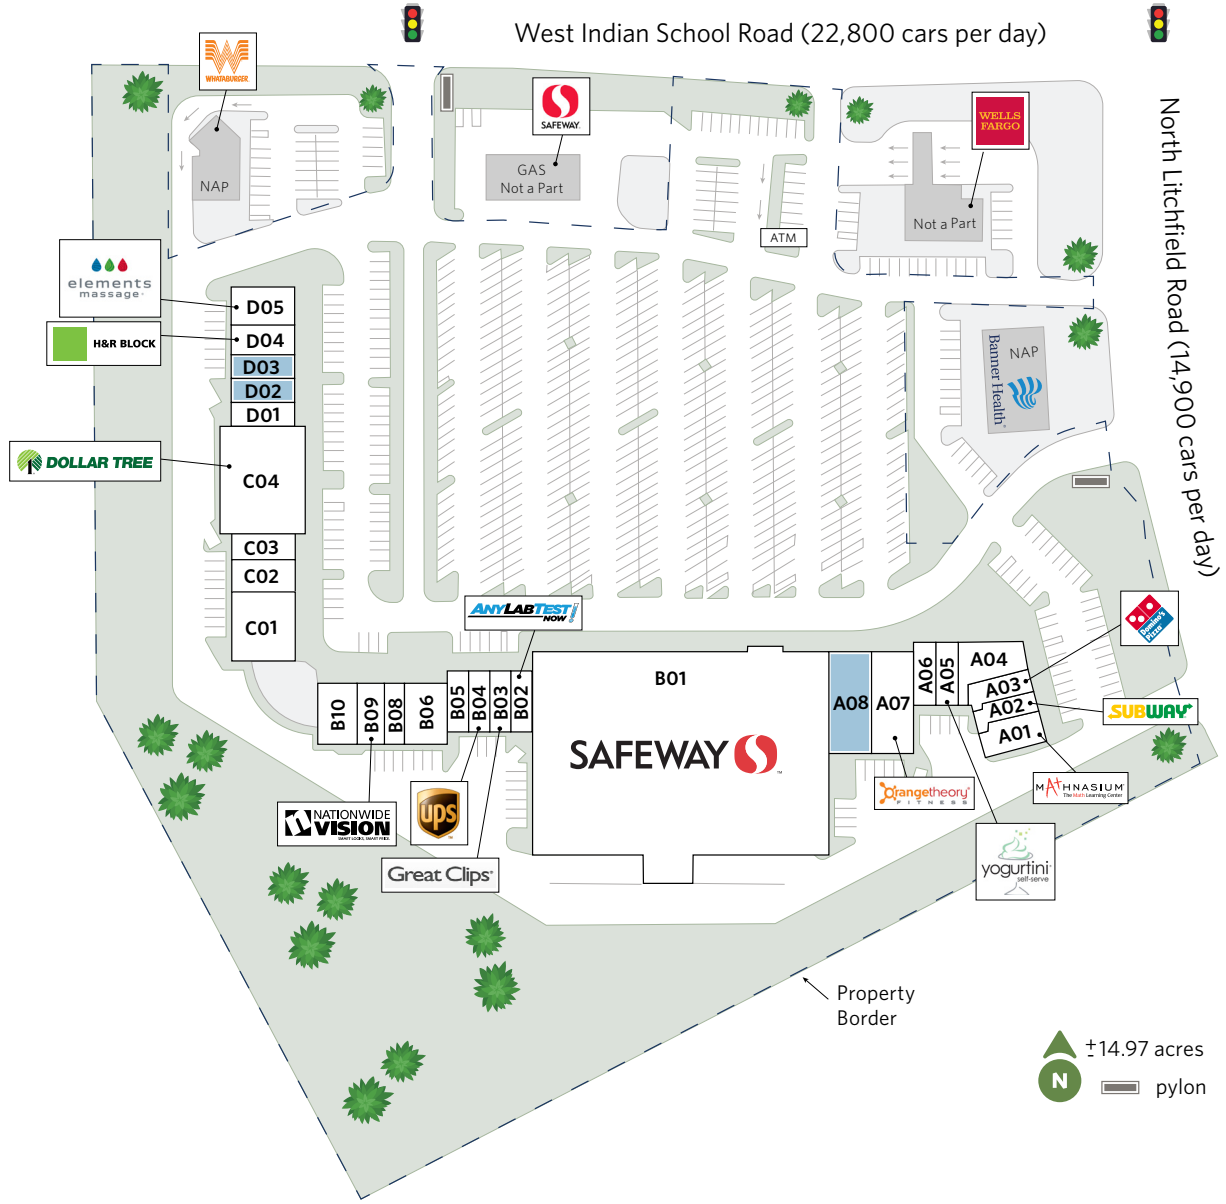 West Indian School Road (22,800 cars per day)
North Litchfield Road (14,900 cars per day)
WHATABURGER
NAP
SAFEWAY
GAS
Not a Part
WELLS
FARGO
Not a Part
ATM
elements
massage
H&R BLOCK
DOLLAR TREE
D05
D04
D03
D02
D01
C04
C03
C02
C01
NAP
Banner Health
ANYLABTEST
NOW
Domino's
Pizza
B10
B09
B08
B06
B05
B04
B03
B02
B01
SAFEWAY
A08
A07
A06
A05
A04
A03
A02
A01
SUBWAY
MATHNASIUM
The Math Learning Center
orangetheory
FITNESS
yogurtini
self-serve
NATIONWIDE
VISION
SMART LOOKS. SMART PRICE.
ups
Great Clips
Property
Border
±14.97 acres
N
pylon